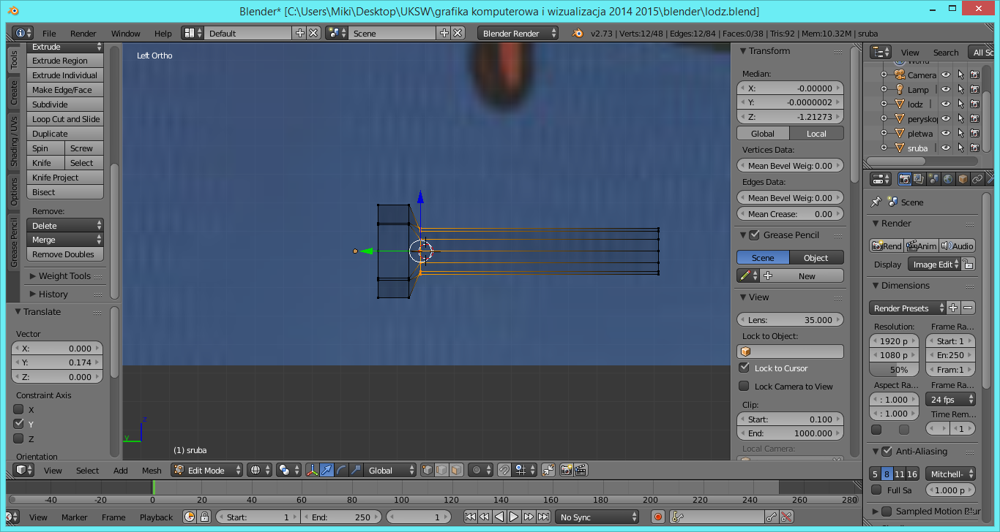 Blender* [C:\Users\Miki\Desktop\UKSW\grafika komputerowa i wizualizacja 2014 2015\blender\lodz.blend]
File Render Window Help Default Scene Blender Render v2.73 | Verts:12/48 | Edges:12/84 | Faces:0/38 | Tris:92 | Mem:10.32M | sruba
Tools
Create
Shading / UVs
Options
Grease Pencil
Extrude
Extrude Region
Extrude Individual
Make Edge/Face
Subdivide
Loop Cut and Slide
Duplicate
Spin Screw
Knife Select
Knife Project
Bisect
Remove:
Delete
Merge
Remove Doubles
Weight Tools
History
Translate
Vector
X: 0.000
Y: 0.174
Z: 0.000
Constraint Axis
X
Y
Z
Orientation
Left Ortho
z
y
(1) sruba
Transform
Median:
X: -0.00000
Y: -0.0000002
Z: -1.21273
Global Local
Vertices Data:
Mean Bevel Weig: 0.00
Edges Data:
Mean Bevel Weig: 0.00
Mean Crease: 0.00
Grease Pencil
Scene Object
New
View
Lens: 35.000
Lock to Object:
Lock to Cursor
Lock Camera to View
Clip:
Start: 0.100
End: 1000.000
Local Camera:
View Search All Sc
World
Camera
Lamp
lodz
perysko
pletwa
sruba
Scene
Render
Rend Anim Audio
Display Image Edit
Dimensions
Render Presets
Resolution: Frame Ra...
1920 p Start: 1
1080 p En:250
50% Fram:1
Aspect Ra... Frame Ra...
: 1.000 24 fps
: 1.000 Time Rem...
1
Anti-Aliasing
5 8 11 16 Mitchell-
Full Sa 1.000 p
Sampled Motion Blur
View Select Add Mesh Edit Mode Global
-40 -20 0 20 40 60 80 100 120 140 160 180 200 220 240 260 280
View Marker Frame Playback Start: 1 End: 250 1 No Sync